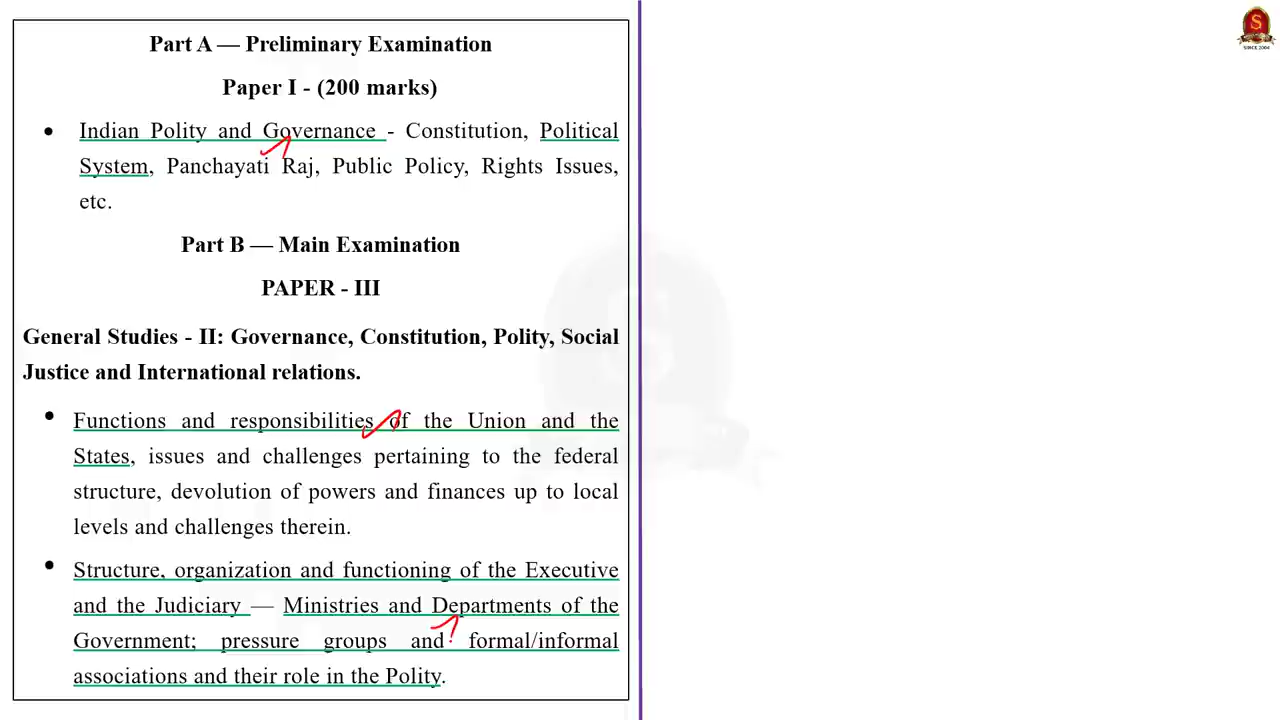 Part A — Preliminary Examination
Paper I - (200 marks)
• Indian Polity and Governance - Constitution, Political
System, Panchayati Raj, Public Policy, Rights Issues,
etc.
Part B — Main Examination
PAPER - III
General Studies - II: Governance, Constitution, Polity, Social
Justice and International relations.
• Functions and responsibilities of the Union and the
States, issues and challenges pertaining to the federal
structure, devolution of powers and finances up to local
levels and challenges therein.
• Structure, organization and functioning of the Executive
and the Judiciary — Ministries and Departments of the
Government; pressure groups and formal/informal
associations and their role in the Polity.
S
SINCE 2004